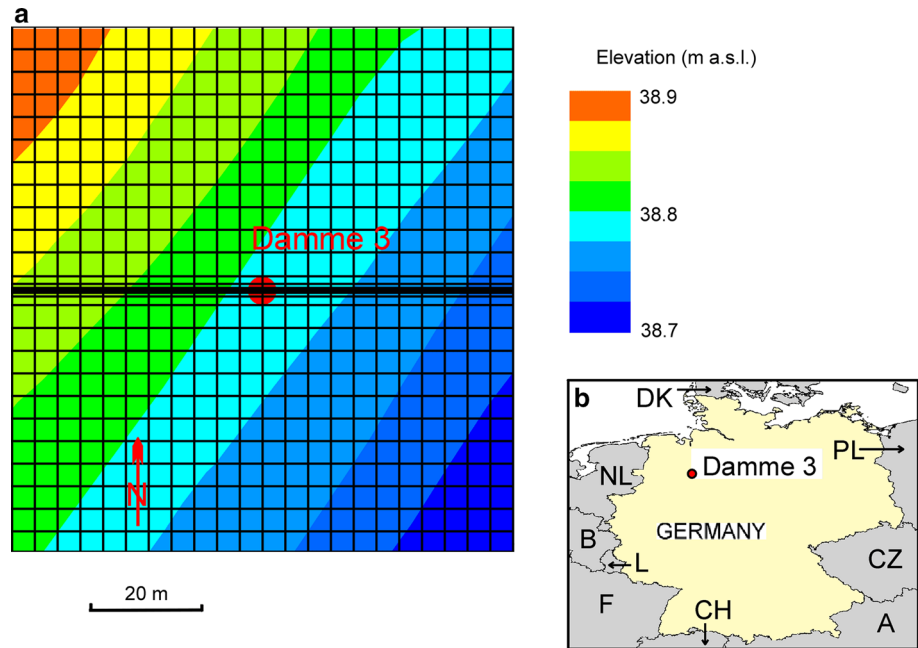 a
Elevation (m a.s.l.)
38.9
38.8
38.7
Damme 3
N
20 m
b
DK
PL
NL
Damme 3
B
GERMANY
L
CZ
F
CH
A